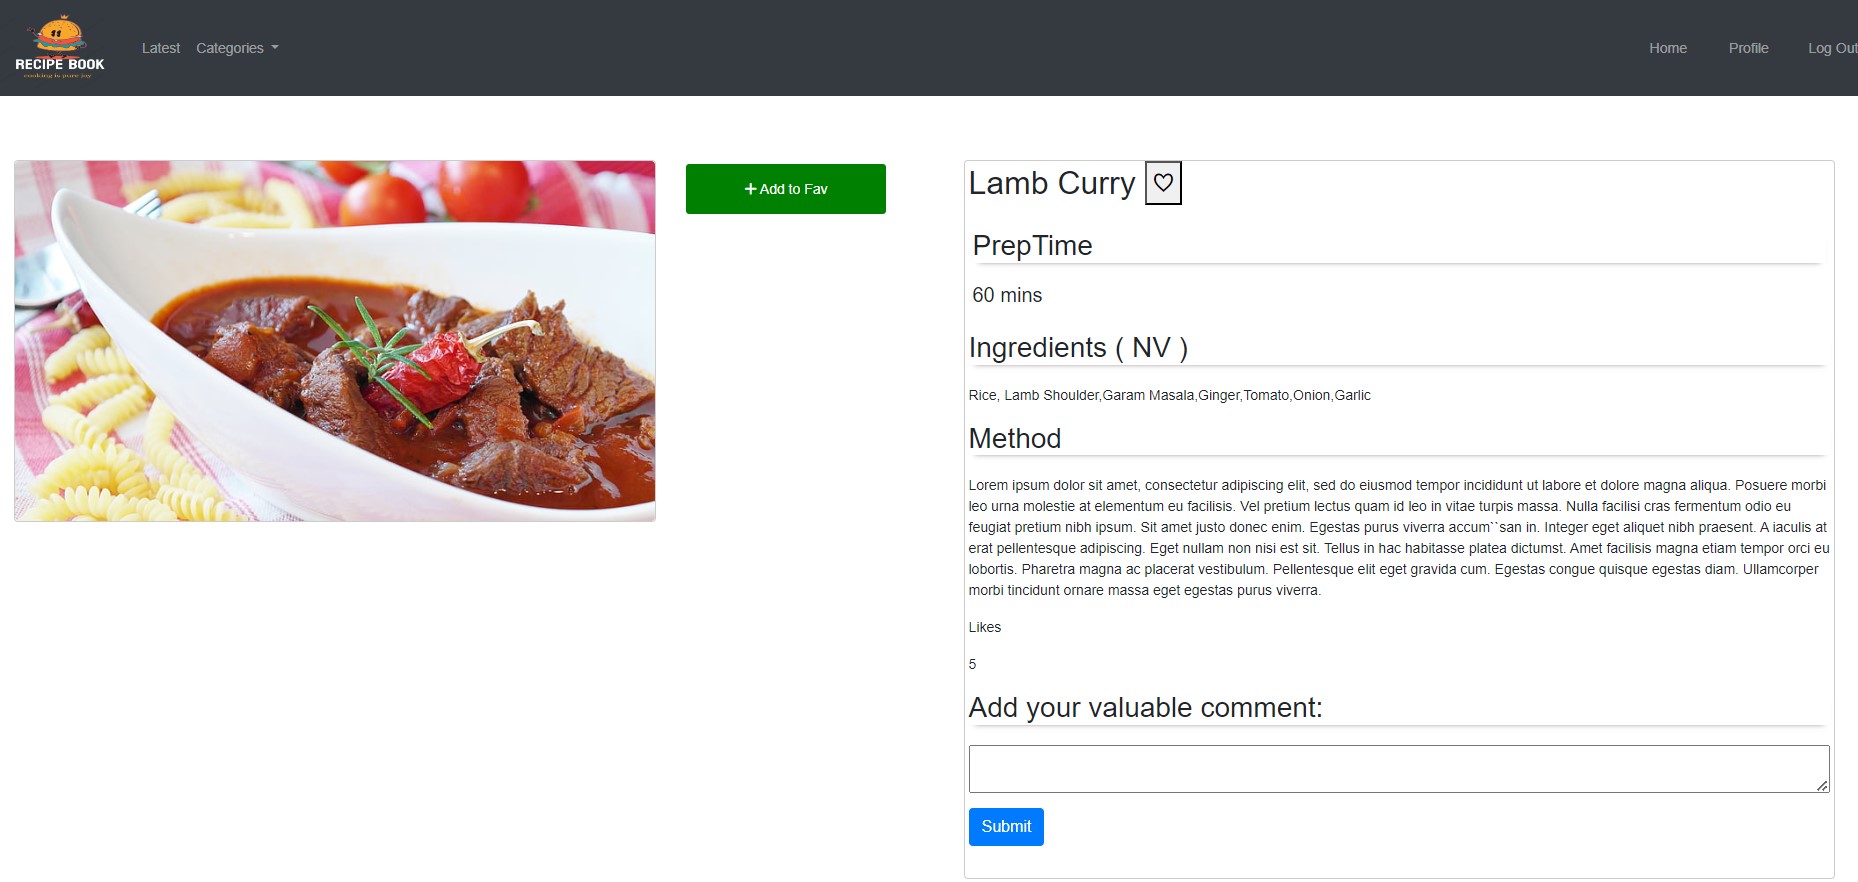 RECIPE BOOK
cooking is pure joy
Latest
Categories
Home
Profile
Log Out
+ Add to Fav
Lamb Curry
PrepTime
60 mins
Ingredients ( NV )
Rice, Lamb Shoulder,Garam Masala,Ginger,Tomato,Onion,Garlic
Method
Lorem ipsum dolor sit amet, consectetur adipiscing elit, sed do eiusmod tempor incididunt ut labore et dolore magna aliqua. Posuere morbi
leo urna molestie at elementum eu facilisis. Vel pretium lectus quam id leo in vitae turpis massa. Nulla facilisi cras fermentum odio eu
feugiat pretium nibh ipsum. Sit amet justo donec enim. Egestas purus viverra accum``san in. Integer eget aliquet nibh praesent. A iaculis at
erat pellentesque adipiscing. Eget nullam non nisi est sit. Tellus in hac habitasse platea dictumst. Amet facilisis magna etiam tempor orci eu
lobortis. Pharetra magna ac placerat vestibulum. Pellentesque elit eget gravida cum. Egestas congue quisque egestas diam. Ullamcorper
morbi tincidunt ornare massa eget egestas purus viverra.
Likes
5
Add your valuable comment:
Submit